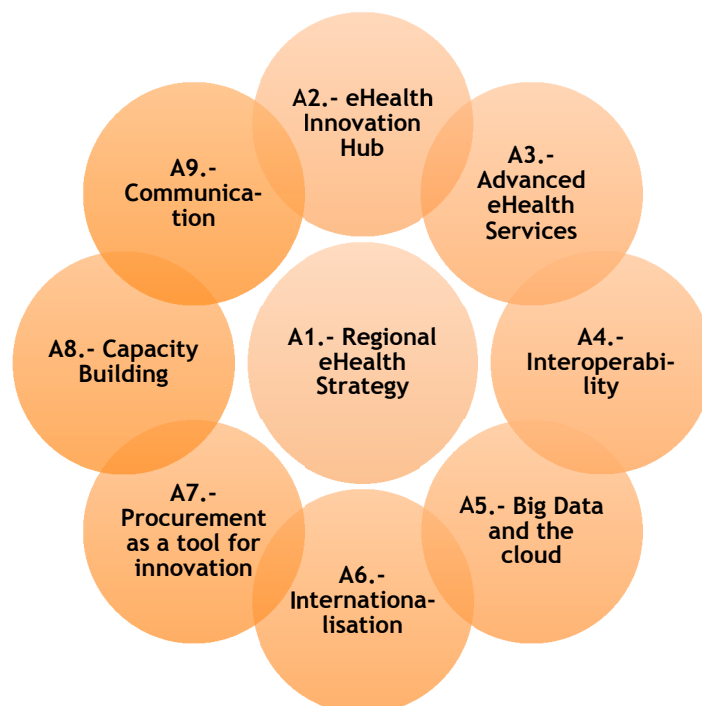 A1.- Regional
eHealth
Strategy
A2.- eHealth
Innovation
Hub
A3.-
Advanced
eHealth
Services
A4.-
Interoperabi-
lity
A5.- Big Data
and the
cloud
A6.-
Internationa-
lisation
A7.-
Procurement
as a tool for
innovation
A8.- Capacity
Building
A9.-
Communica-
tion